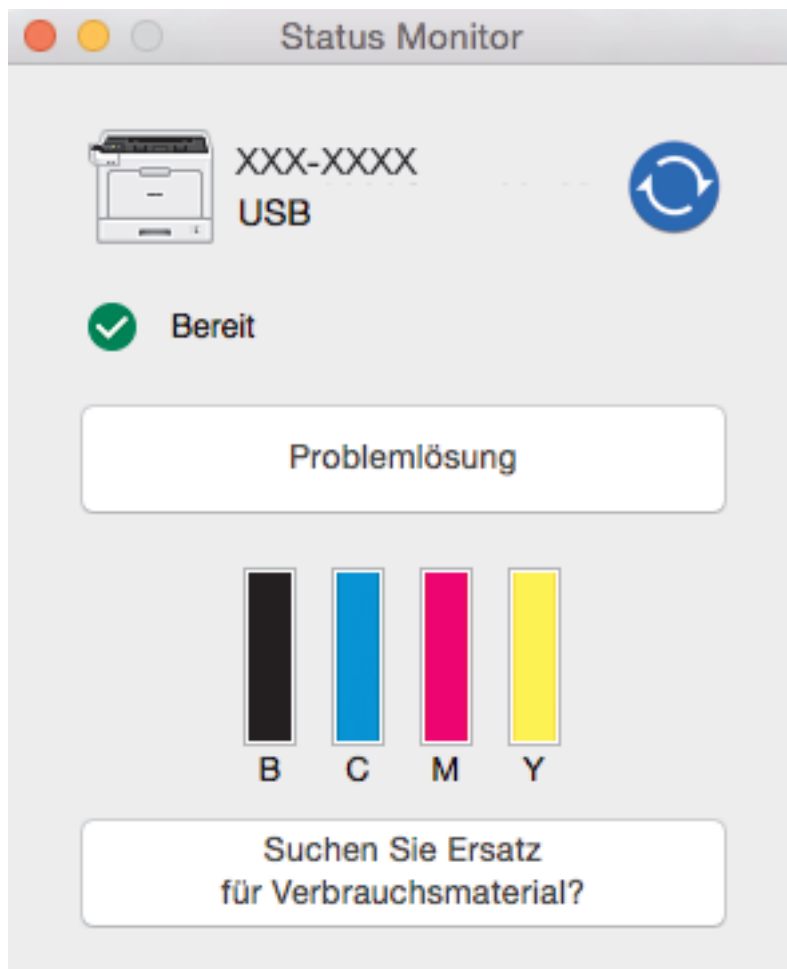 Status Monitor
XXX-XXXX
USB
Bereit
Problemlösung
B C M Y
Suchen Sie Ersatz
für Verbrauchsmaterial?